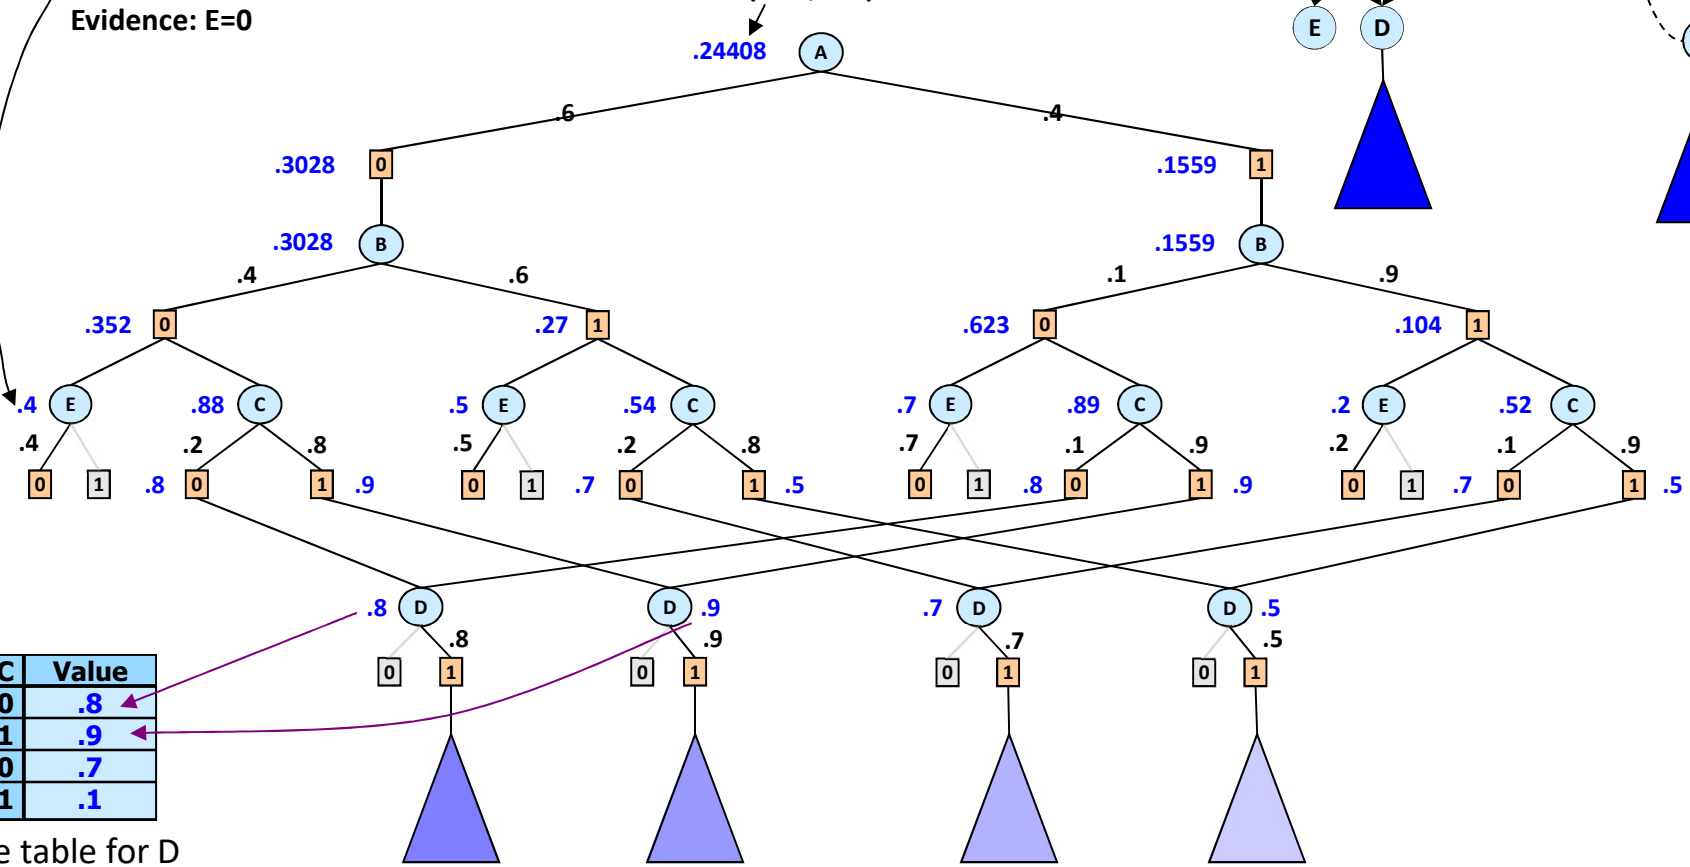 Evidence: E=0
E D
.24408 A
.6 .4
.3028 0 .1559 1
.3028 B .1559 B
.4 .6 .1 .9
.352 0 .27 1 .623 0 .104 1
.4 E .88 C .5 E .54 C .7 E .89 C .2 E .52 C
.4 .2 .8 .5 .2 .8 .7 .1 .9 .2 .1 .9
0 1 .8 0 1 .9 0 1 .7 0 1 .5 0 1 .8 0 1 .9 0 1 .7 0 1 .5
.8 D D .9 .7 D D .5
.8 .9 .7 .5
0 1 0 1 0 1 0 1
C Value
0 .8
1 .9
0 .7
1 .1
table for D